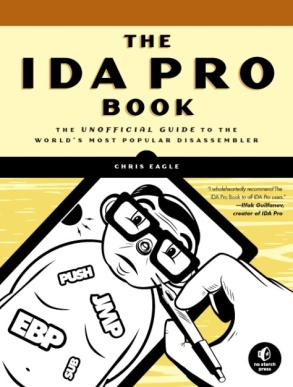 THE
IDA PRO
BOOK
THE UNOFFICIAL GUIDE TO THE
WORLD'S MOST POPULAR DISASSEMBLER
CHRIS EAGLE
"I wholeheartedly recommend The
IDA Pro Book to all IDA Pro users."
—Ilfak Guilfanov,
creator of IDA Pro
PUSH
JMP
EBP
SUB
no starch
press